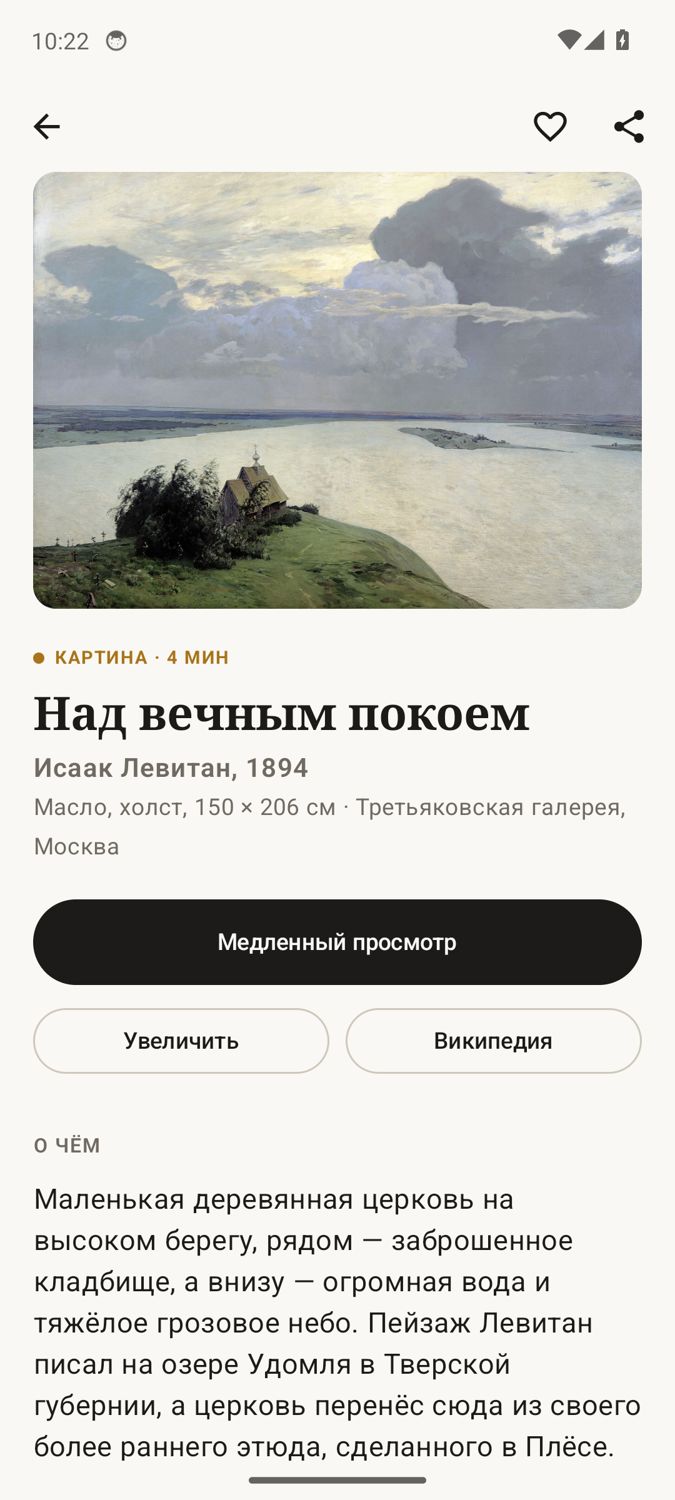 10:22
КАРТИНА · 4 МИН
Над вечным покоем
Исаак Левитан, 1894
Масло, холст, 150 × 206 см · Третьяковская галерея,
Москва
Медленный просмотр
Увеличить
Википедия
О ЧЁМ
Маленькая деревянная церковь на
высоком берегу, рядом — заброшенное
кладбище, а внизу — огромная вода и
тяжёлое грозовое небо. Пейзаж Левитан
писал на озере Удомля в Тверской
губернии, а церковь перенёс сюда из своего
более раннего этюда, сделанного в Плёсе.